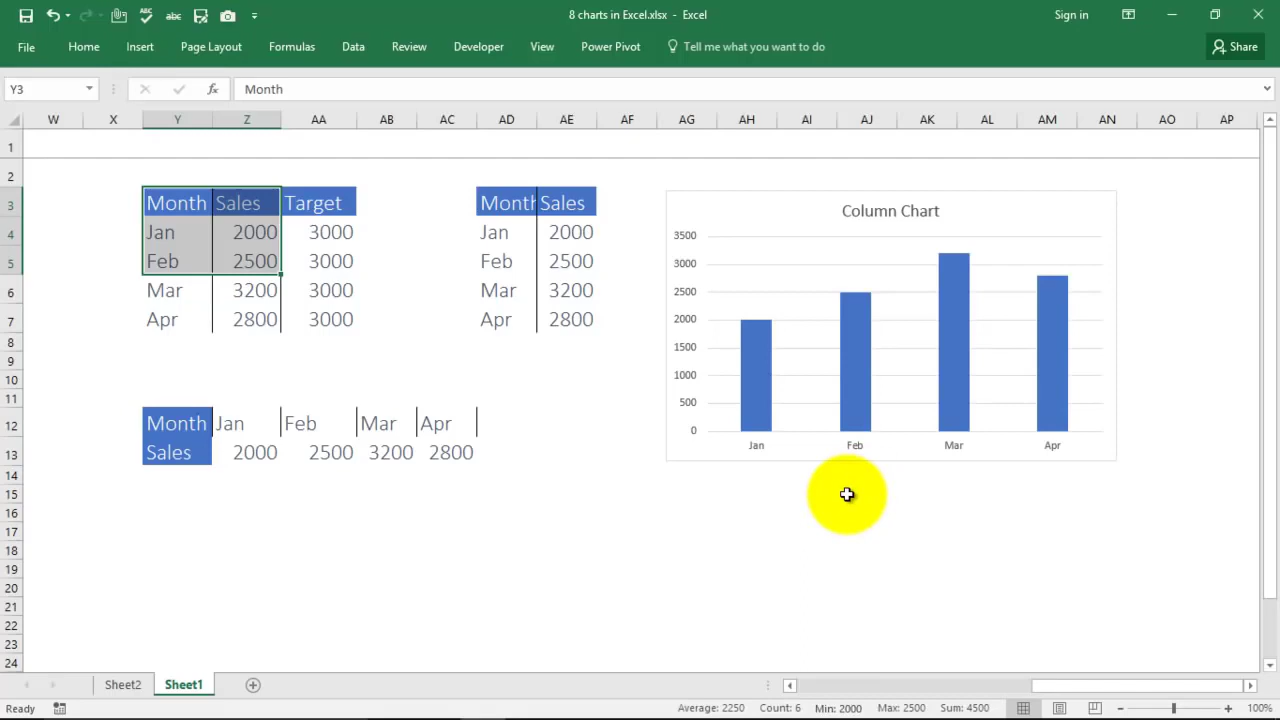 8 charts in Excel.xlsx - Excel
Sign in
File Home Insert Page Layout Formulas Data Review Developer View Power Pivot Tell me what you want to do Share
Y3 fx Month
W X Y Z AA AB AC AD AE AF AG AH AI AJ AK AL AM AN AO AP
1
2
3 Month Sales Target Month Sales
4 Jan 2000 3000 Jan 2000
5 Feb 2500 3000 Feb 2500
6 Mar 3200 3000 Mar 3200
7 Apr 2800 3000 Apr 2800
8
9
10
11
12 Month Jan Feb Mar Apr
13 Sales 2000 2500 3200 2800
14
15
16
17
18
19
20
21
22
23
24
Column Chart
3500
3000
2500
2000
1500
1000
500
0
Jan Feb Mar Apr
Sheet2 Sheet1
Ready Average: 2250 Count: 6 Min: 2000 Max: 2500 Sum: 4500 100%